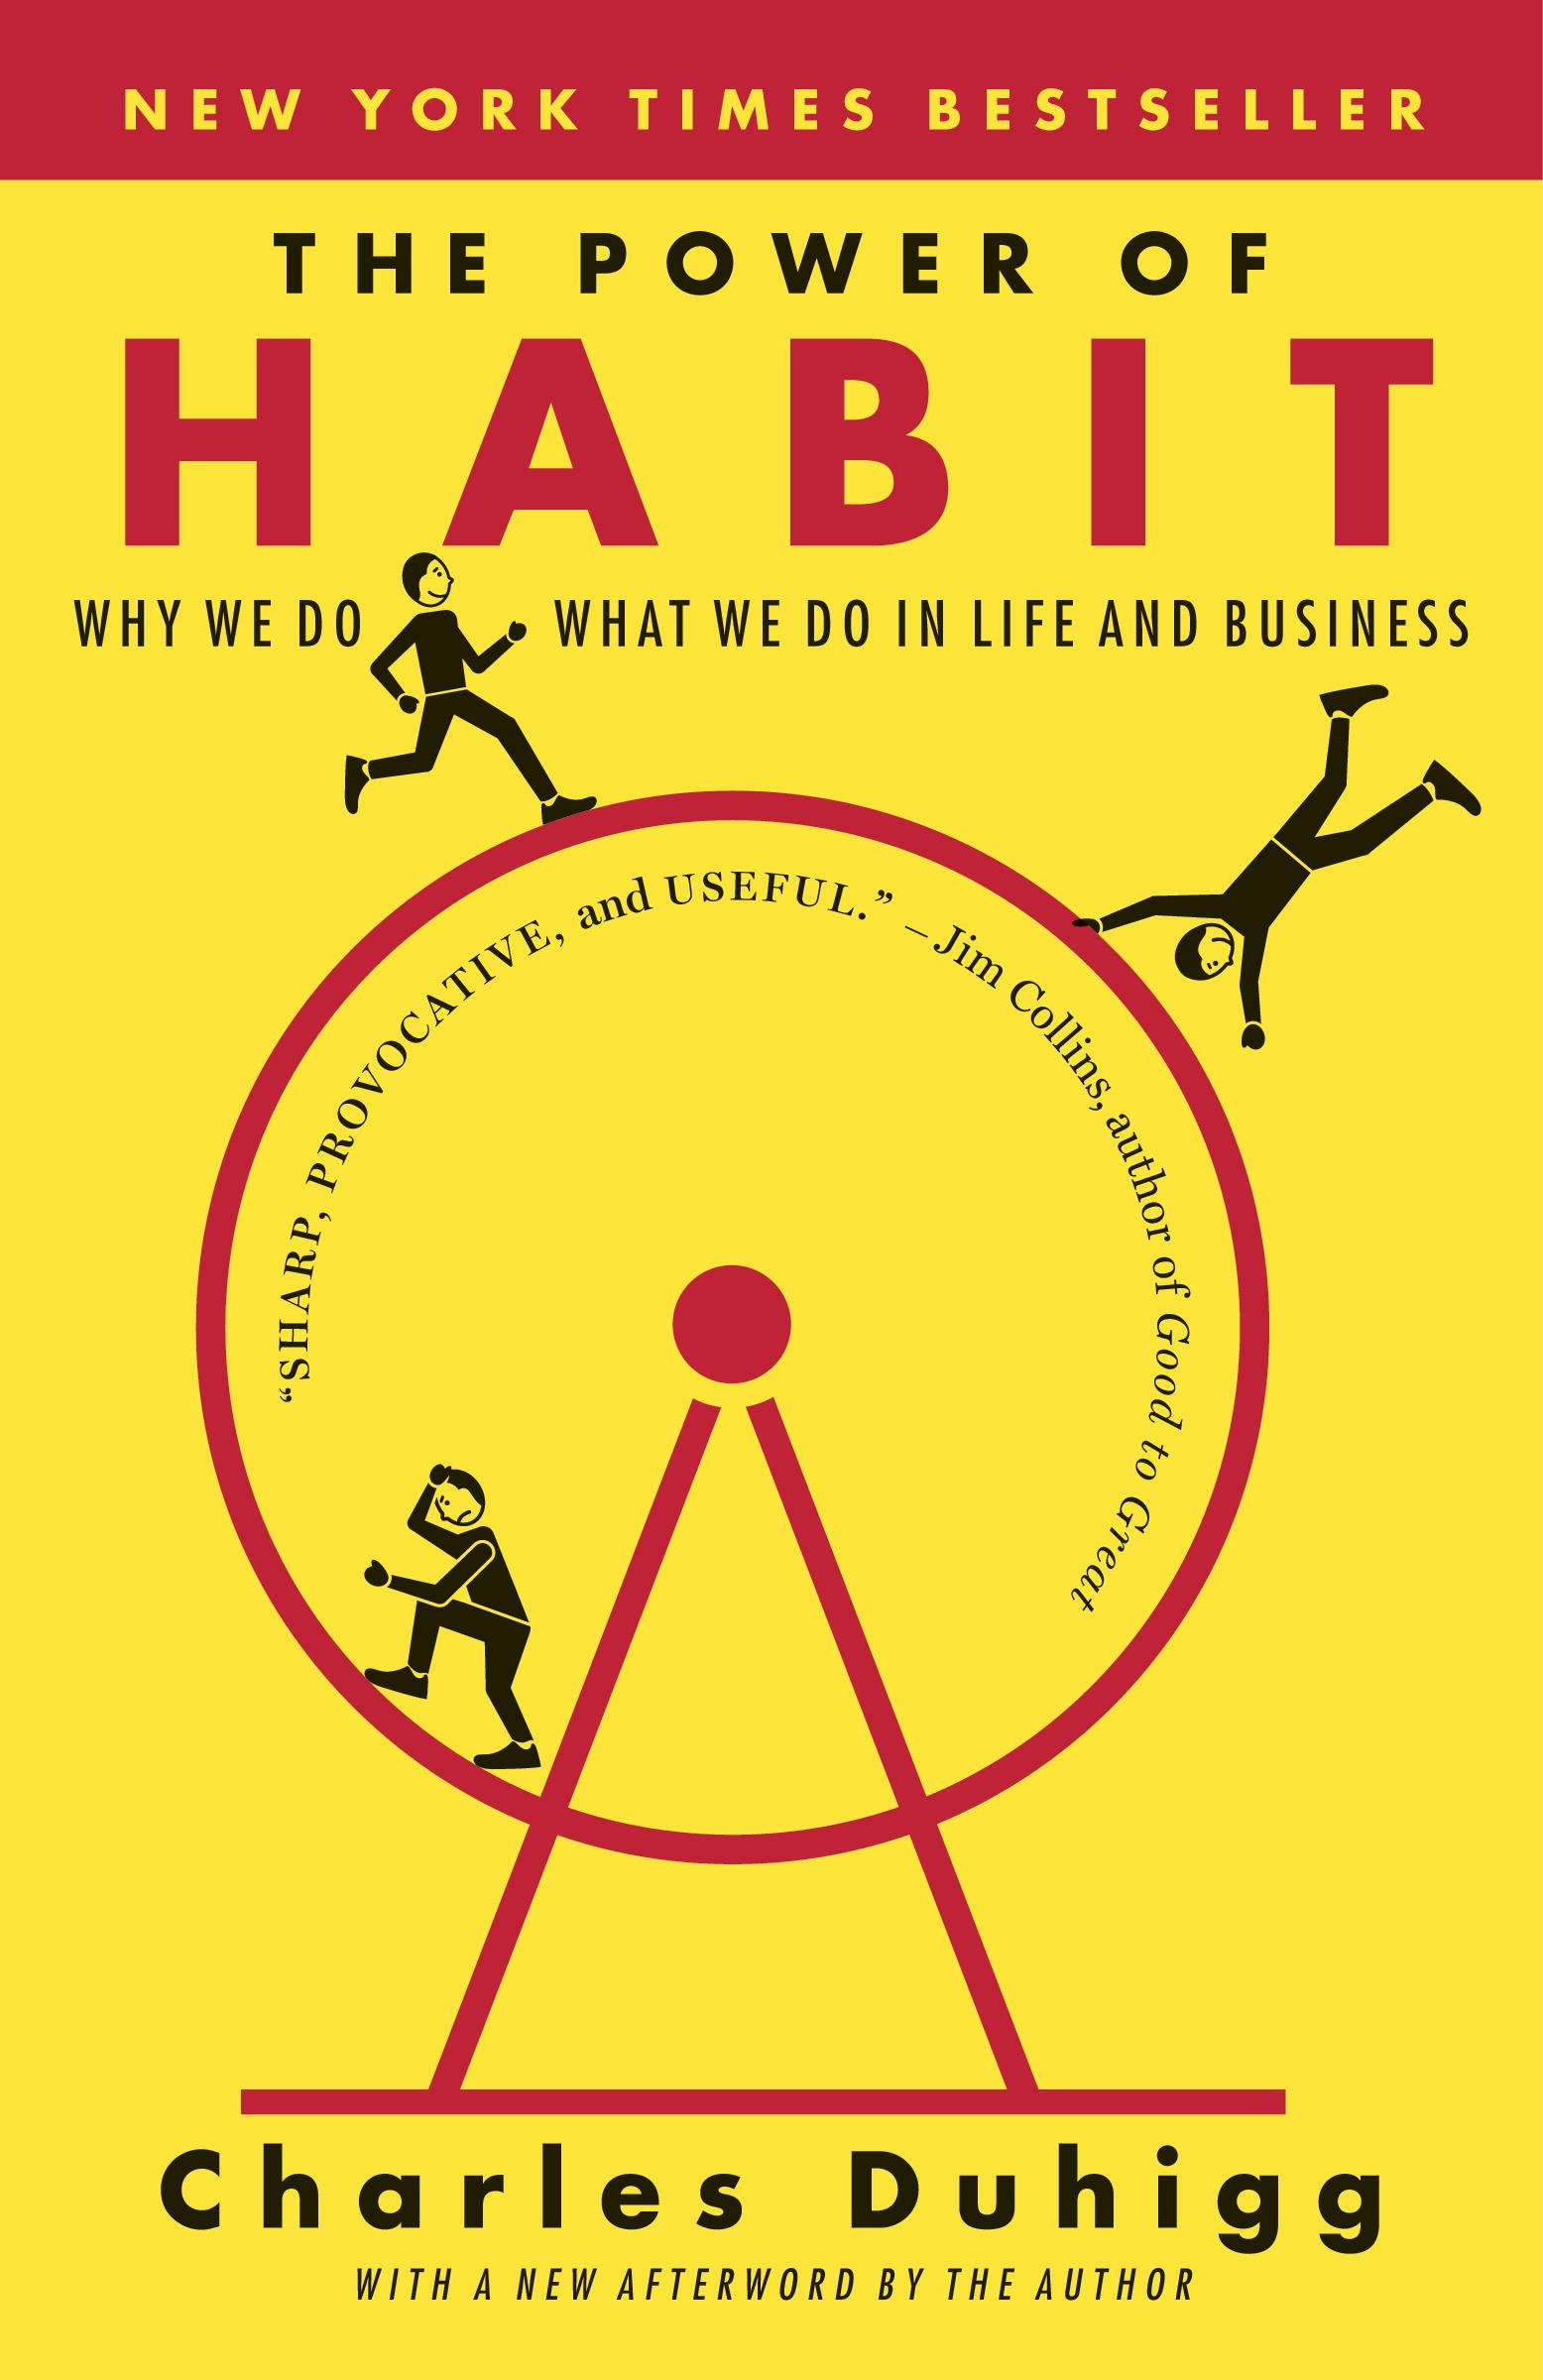 NEW YORK TIMES BESTSELLER
THE POWER OF
HABIT
WHY WE DO WHAT WE DO IN LIFE AND BUSINESS
“SHARP, PROVOCATIVE, and USEFUL.” —Jim Collins, author of Good to Great
Charles Duhigg
WITH A NEW AFTERWORD BY THE AUTHOR